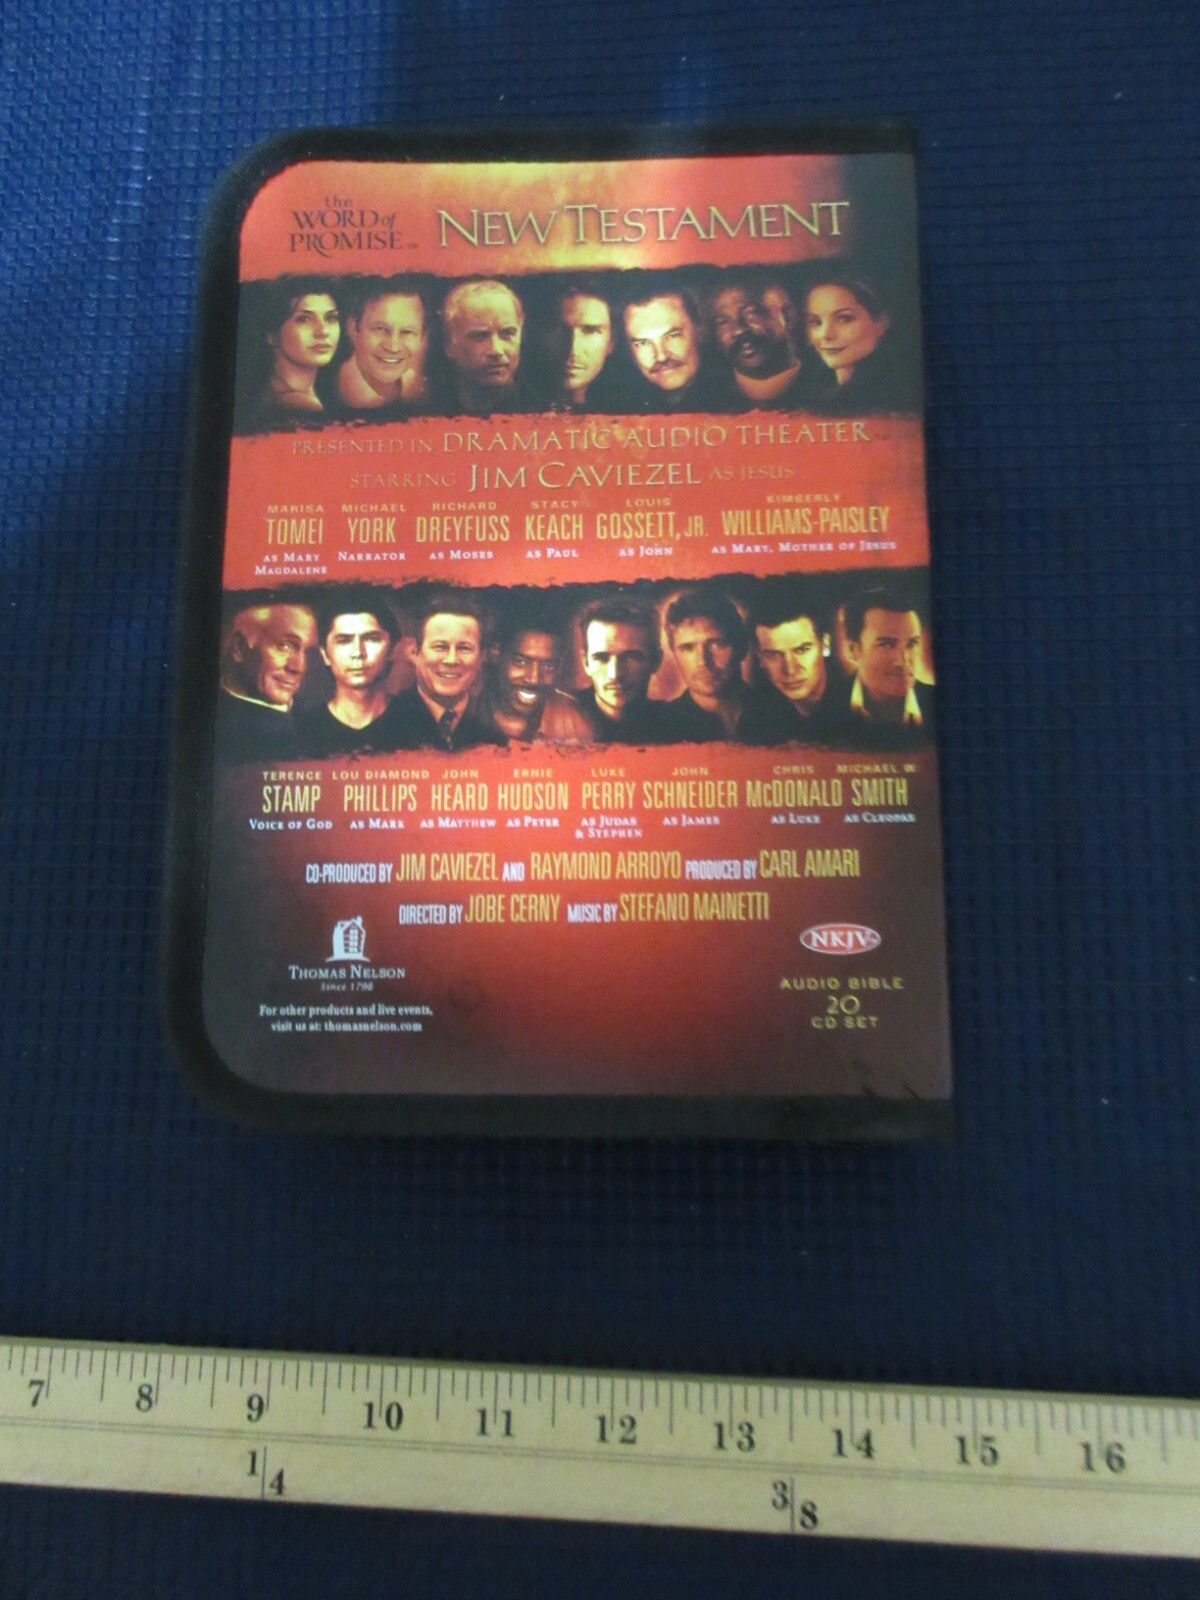 the
WORD of
PROMISE™
NEW TESTAMENT
PRESENTED IN DRAMATIC AUDIO THEATER
STARRING JIM CAVIEZEL AS JESUS
MARISA TOMEI AS MARY MAGDALENE
MICHAEL YORK NARRATOR
RICHARD DREYFUSS AS MOSES
STACY KEACH AS PAUL
LOUIS GOSSETT, JR. AS JOHN
KIMBERLY WILLIAMS-PAISLEY AS MARY, MOTHER OF JESUS
TERENCE STAMP VOICE OF GOD
LOU DIAMOND PHILLIPS AS MARK
JOHN HEARD AS MATTHEW
ERNIE HUDSON AS PETER
LUKE PERRY AS JUDAS & STEPHEN
JOHN SCHNEIDER AS JAMES
CHRIS McDONALD AS LUKE
MICHAEL W. SMITH AS CLEOPAS
CO-PRODUCED BY JIM CAVIEZEL AND RAYMOND ARROYO PRODUCED BY CARL AMARI
DIRECTED BY JOBE CERNY MUSIC BY STEFANO MAINETTI
THOMAS NELSON
Since 1798
For other products and live events,
visit us at: thomasnelson.com
NKJV
AUDIO BIBLE
20
CD SET
7 8 9 10 11 12 13 14 15 16
1/4 3/8